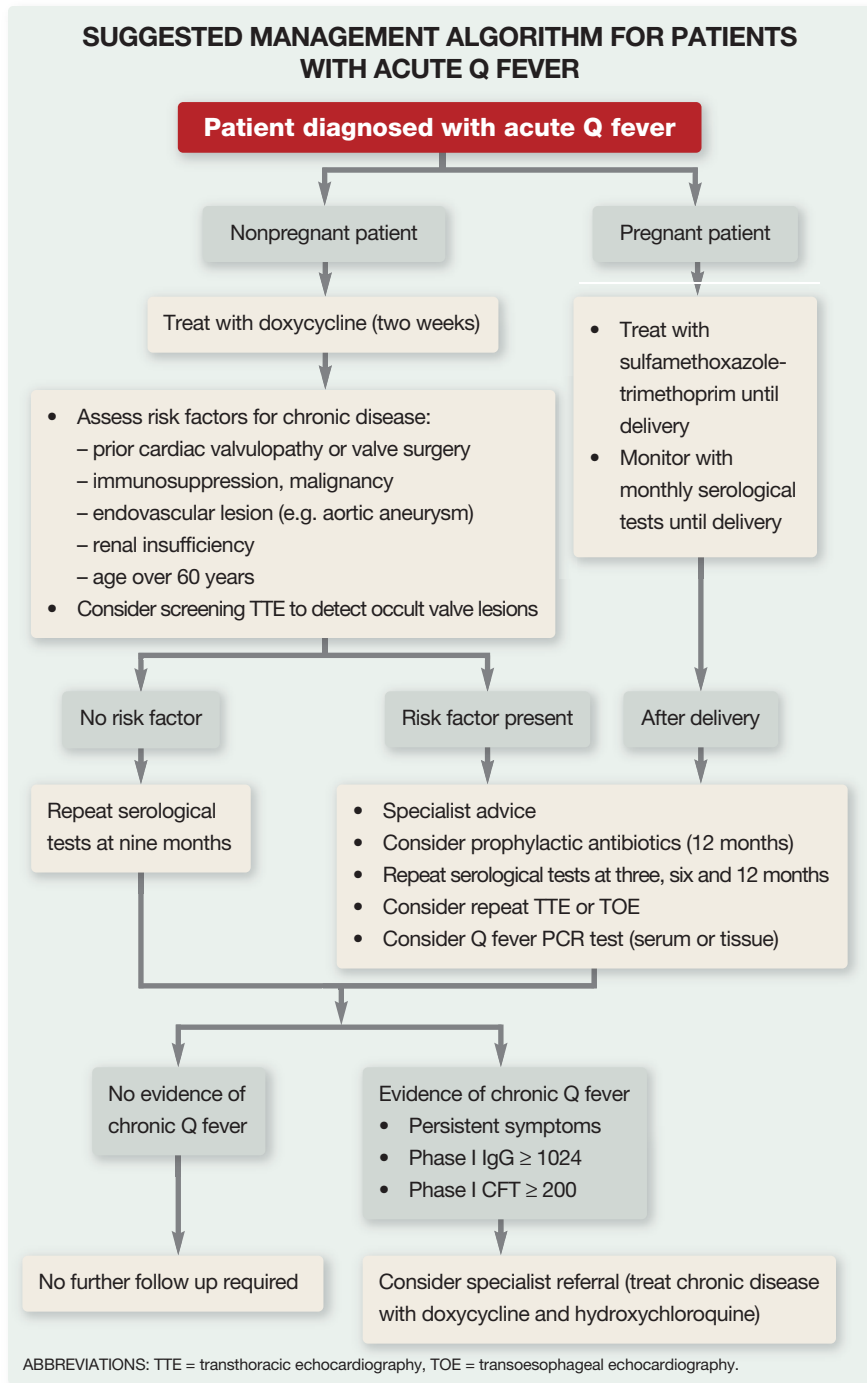 SUGGESTED MANAGEMENT ALGORITHM FOR PATIENTS
WITH ACUTE Q FEVER
Patient diagnosed with acute Q fever
Nonpregnant patient
Pregnant patient
Treat with doxycycline (two weeks)
• Treat with
sulfamethoxazole-
trimethoprim until
delivery
• Monitor with
monthly serological
tests until delivery
• Assess risk factors for chronic disease:
– prior cardiac valvulopathy or valve surgery
– immunosuppression, malignancy
– endovascular lesion (e.g. aortic aneurysm)
– renal insufficiency
– age over 60 years
• Consider screening TTE to detect occult valve lesions
No risk factor
Risk factor present
After delivery
Repeat serological
tests at nine months
• Specialist advice
• Consider prophylactic antibiotics (12 months)
• Repeat serological tests at three, six and 12 months
• Consider repeat TTE or TOE
• Consider Q fever PCR test (serum or tissue)
No evidence of
chronic Q fever
Evidence of chronic Q fever
• Persistent symptoms
• Phase I IgG ≥ 1024
• Phase I CFT ≥ 200
No further follow up required
Consider specialist referral (treat chronic disease
with doxycycline and hydroxychloroquine)
ABBREVIATIONS: TTE = transthoracic echocardiography, TOE = transoesophageal echocardiography.